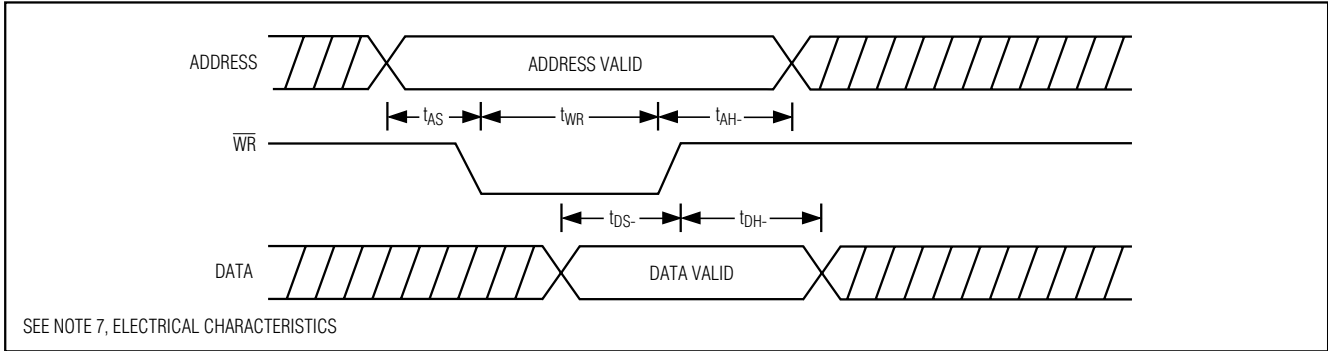 ADDRESS
ADDRESS VALID
tAS
tWR
tAH-
WR
tDS-
tDH-
DATA
DATA VALID
SEE NOTE 7, ELECTRICAL CHARACTERISTICS